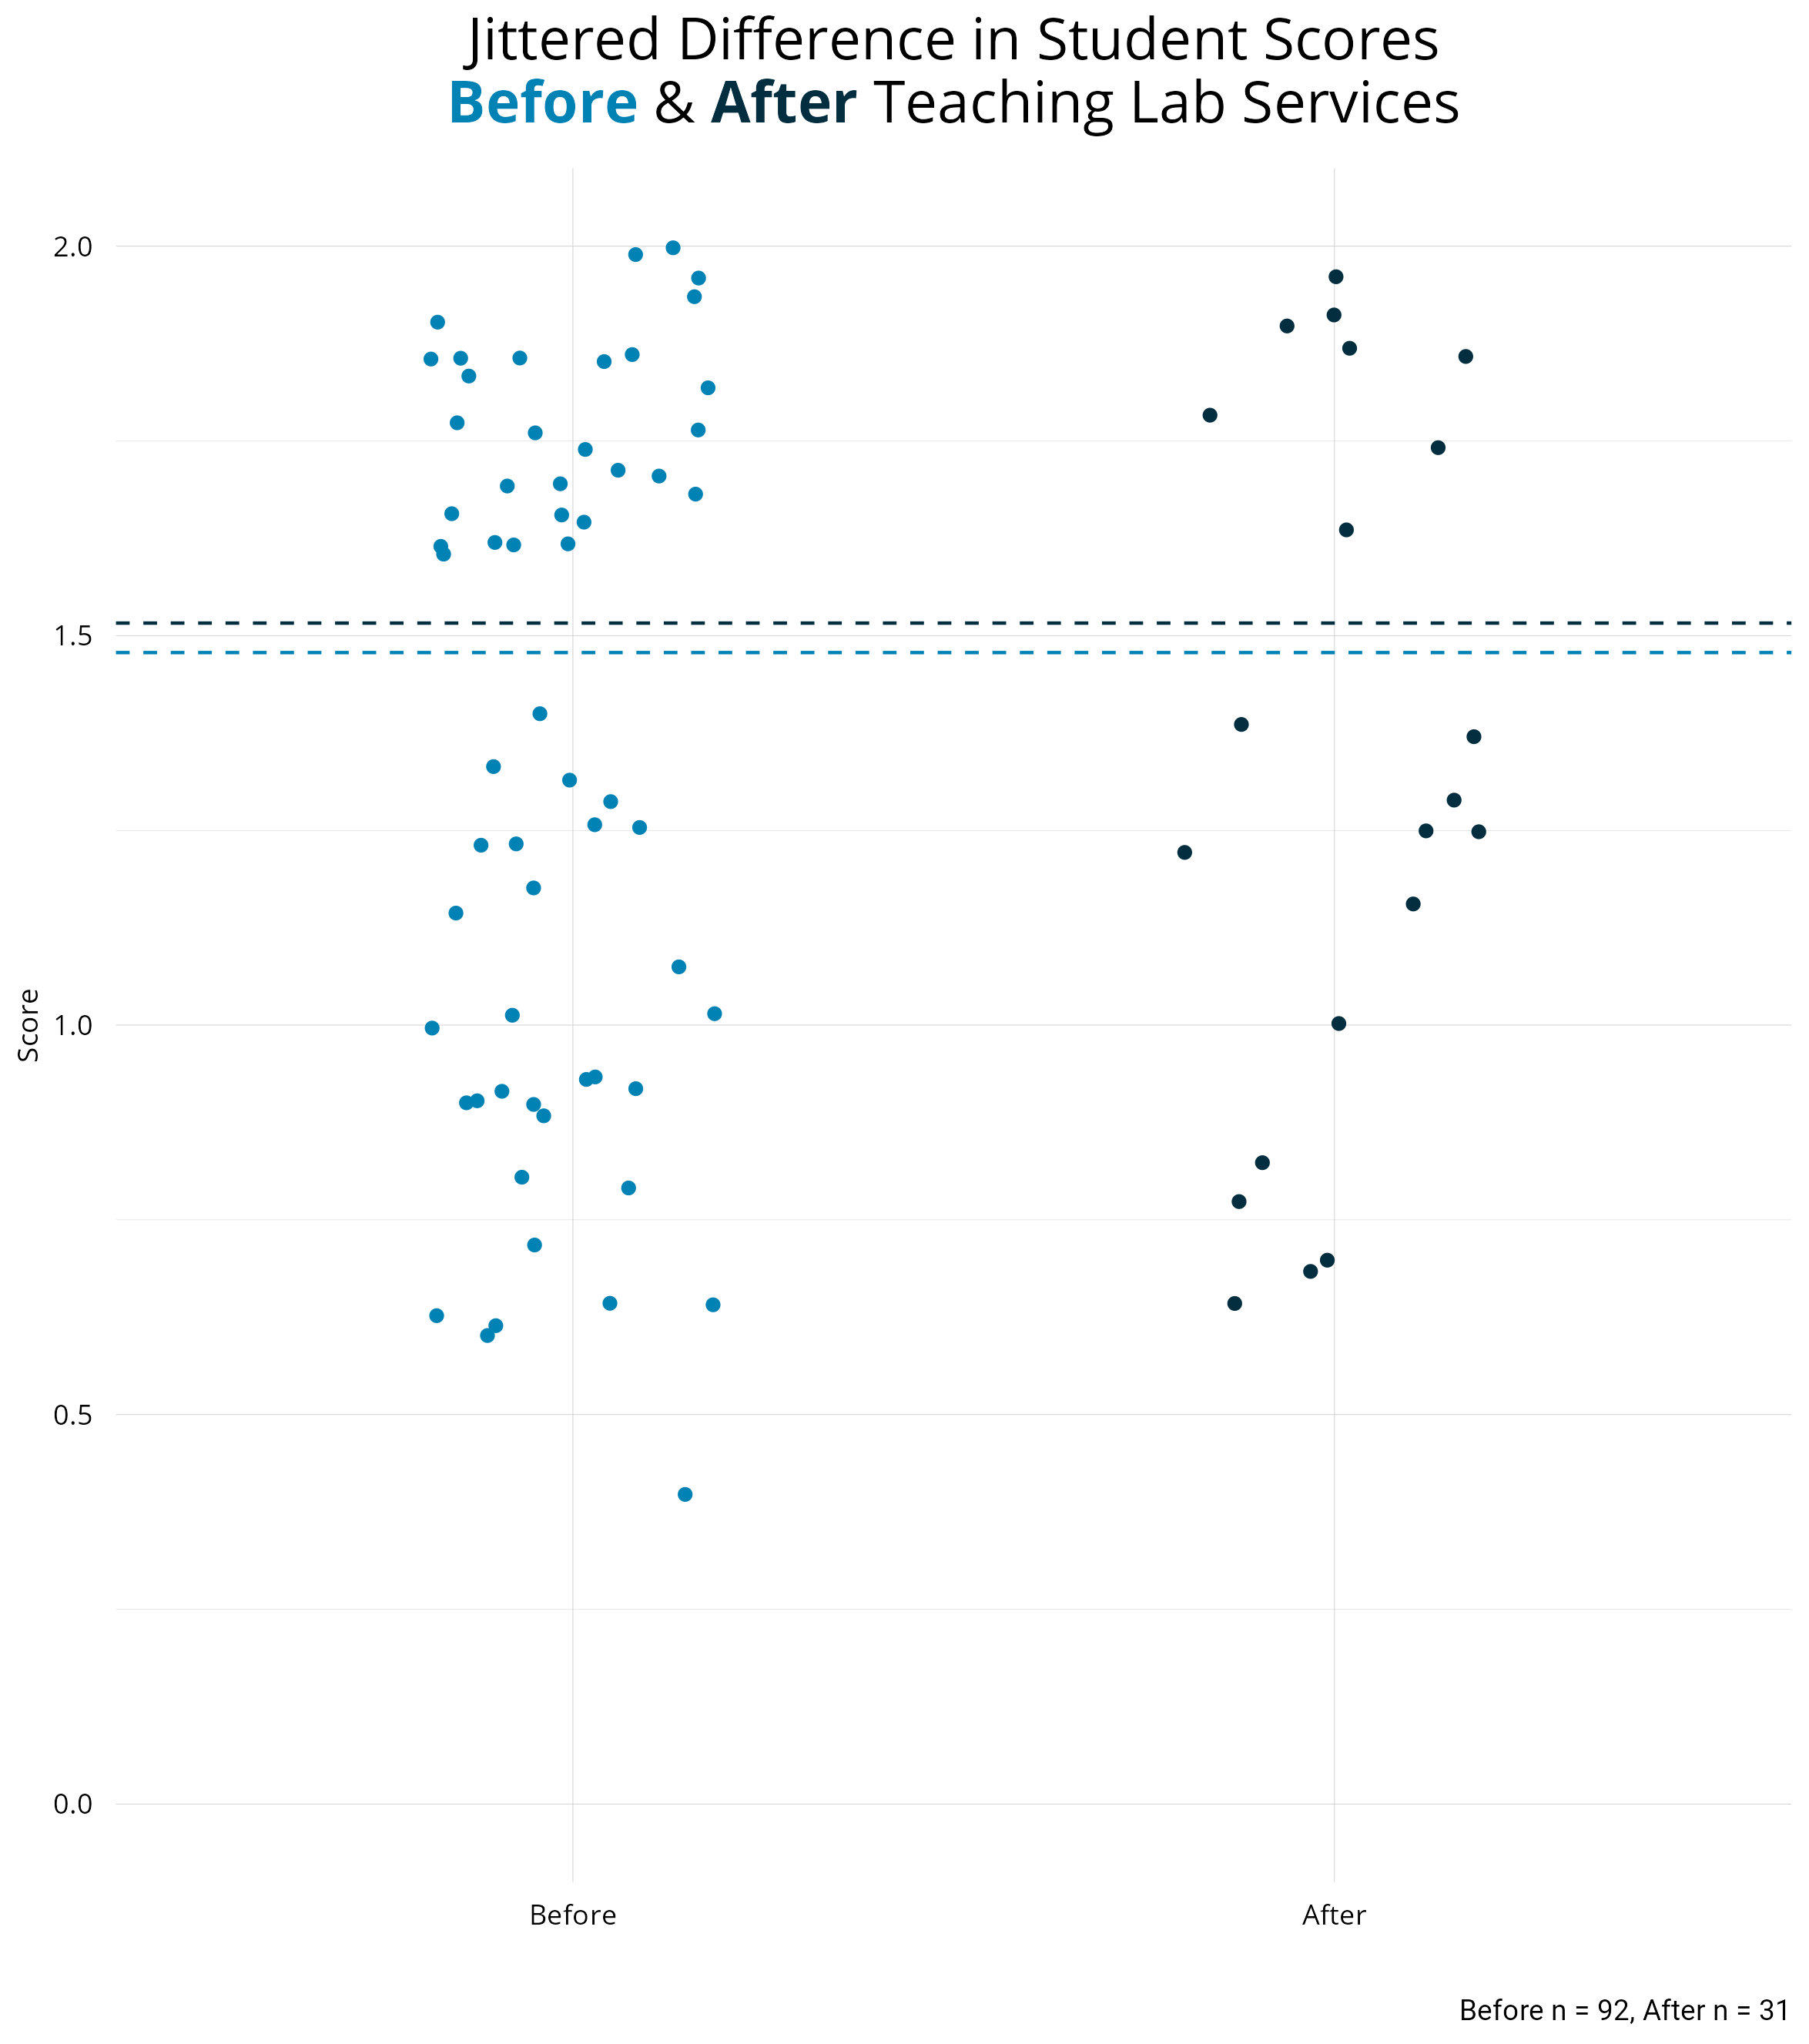 Jittered Difference in Student Scores
Before & After Teaching Lab Services
2.0
1.5
1.0
0.5
0.0
Score
Before
After
Before n = 92, After n = 31